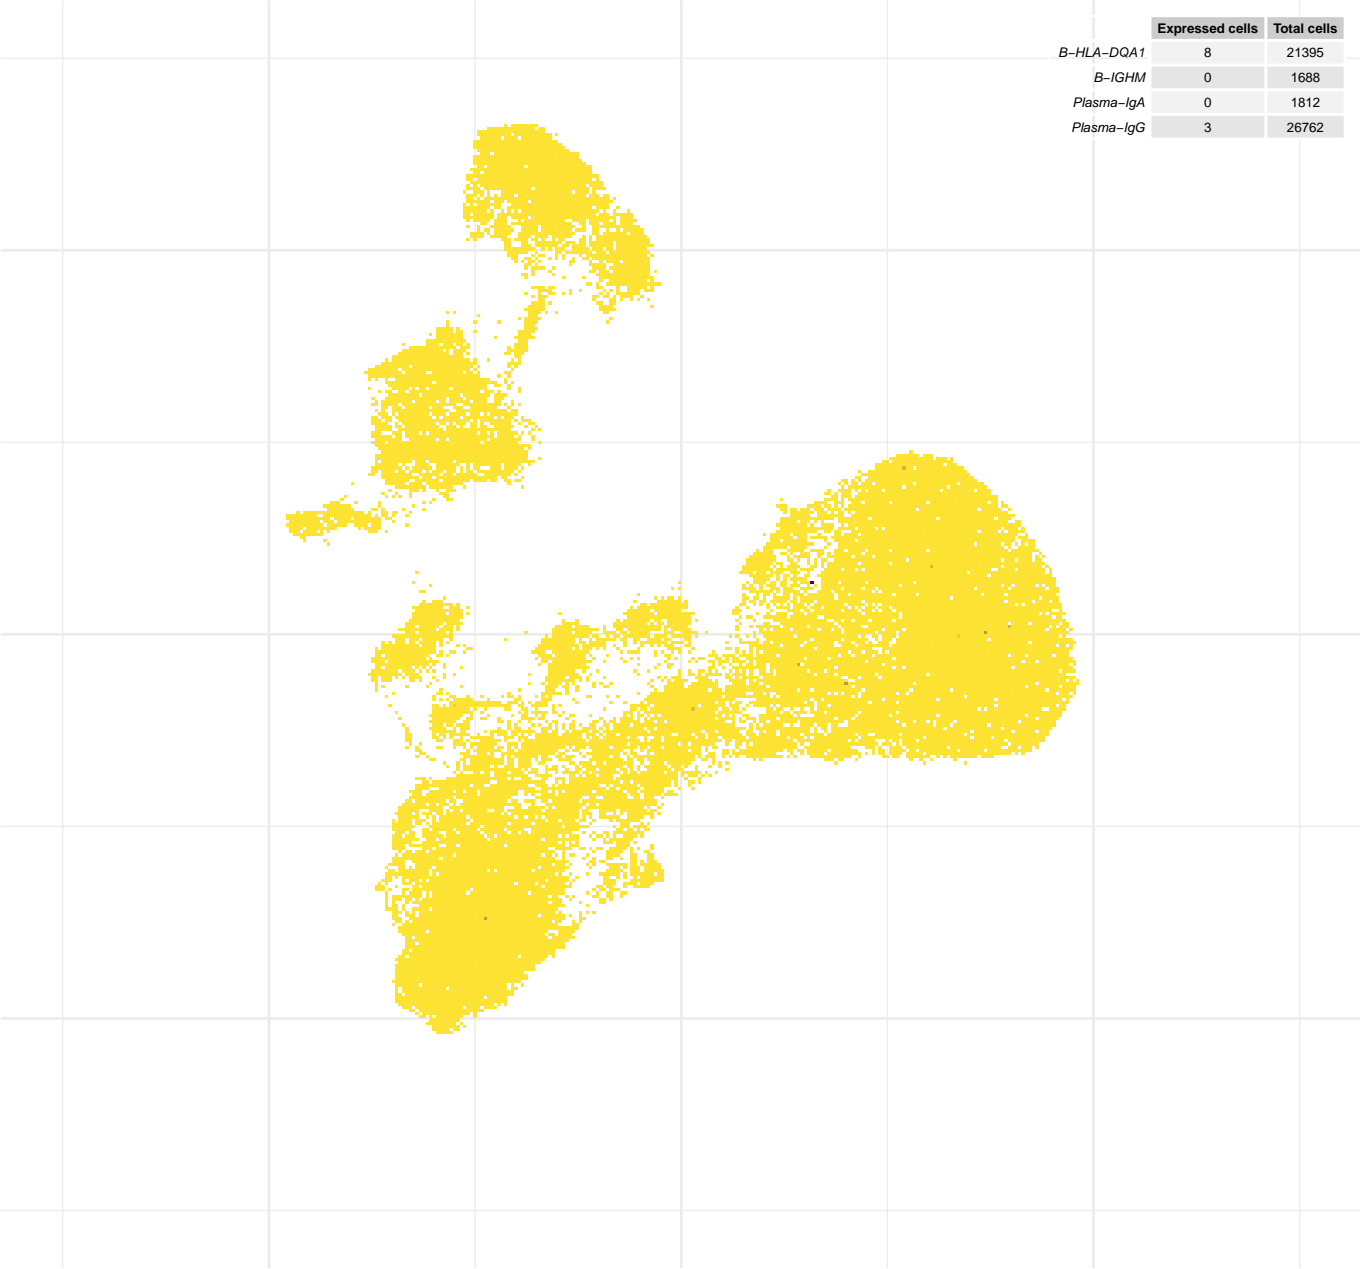 Expressed cells Total cells
B−HLA−DQA1 8 21395
B−IGHM 0 1688
Plasma−IgA 0 1812
Plasma−IgG 3 26762